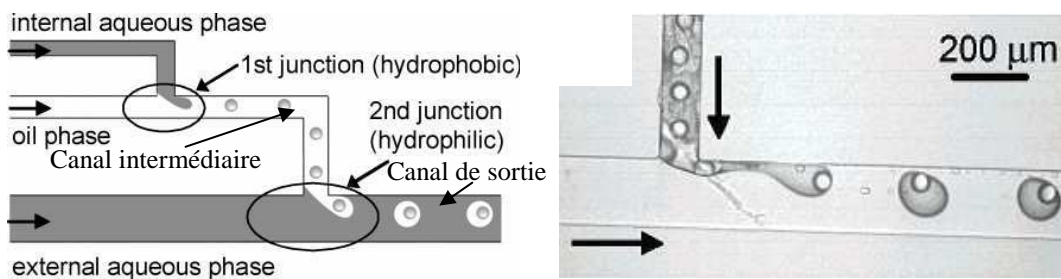 internal aqueous phase
1st junction (hydrophobic)
oil phase
Canal intermédiaire
2nd junction
(hydrophilic)
Canal de sortie
external aqueous phase
200 µm